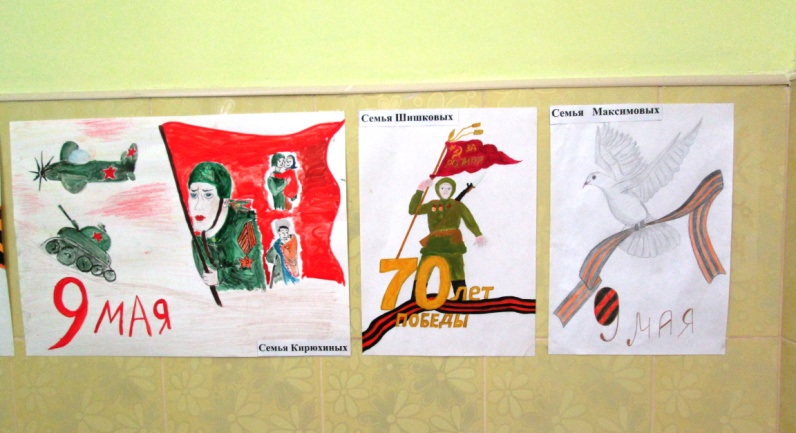 9 МАЯ
Семья Кирюхиных
Семья Шишковых
70 лет
ПОБЕДЫ
Семья Максимовых
9 МАЯ